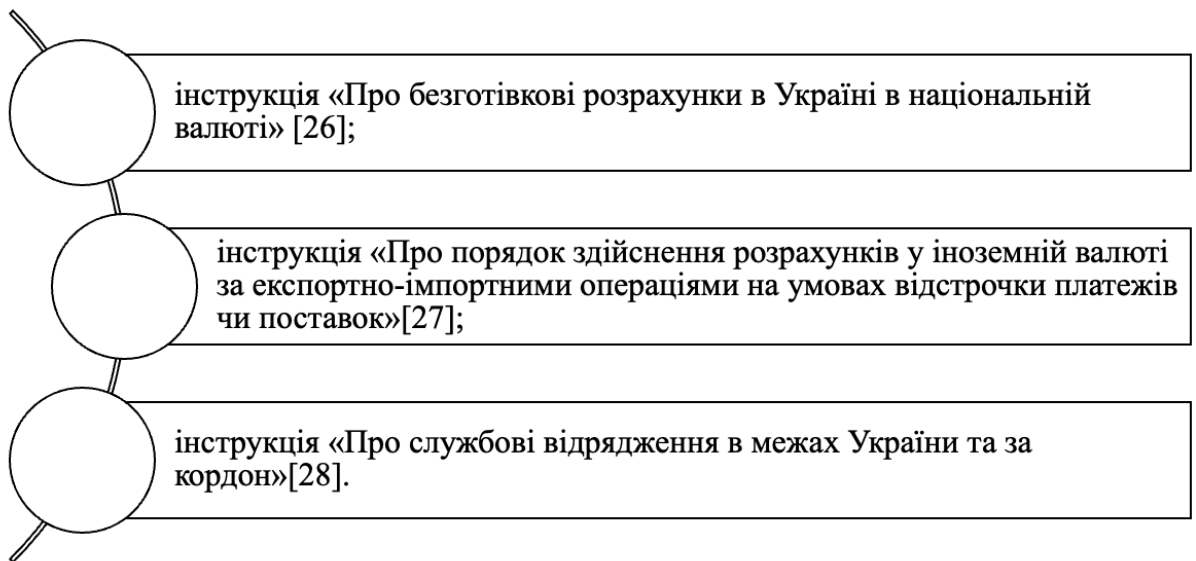 інструкція «Про безготівкові розрахунки в Україні в національній
валюті» [26];
інструкція «Про порядок здійснення розрахунків у іноземній валюті
за експортно-імпортними операціями на умовах відстрочки платежів
чи поставок»[27];
інструкція «Про службові відрядження в межах України та за
кордон»[28].